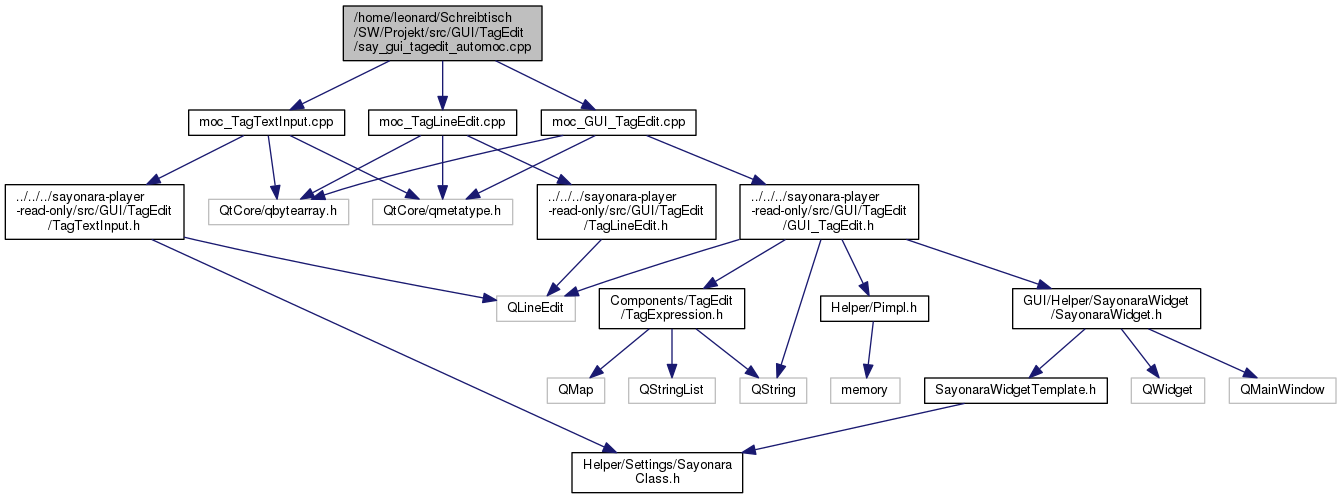 /home/leonard/Schreibtisch
/SW/Projekt/src/GUI/TagEdit
/say_gui_tagedit_automoc.cpp
moc_TagTextInput.cpp
moc_TagLineEdit.cpp
moc_GUI_TagEdit.cpp
../../../sayonara-player
-read-only/src/GUI/TagEdit
/TagTextInput.h
QtCore/qbytearray.h
QtCore/qmetatype.h
../../../sayonara-player
-read-only/src/GUI/TagEdit
/TagLineEdit.h
../../../sayonara-player
-read-only/src/GUI/TagEdit
/GUI_TagEdit.h
QLineEdit
Components/TagEdit
/TagExpression.h
Helper/Pimpl.h
GUI/Helper/SayonaraWidget
/SayonaraWidget.h
QMap
QStringList
QString
memory
SayonaraWidgetTemplate.h
QWidget
QMainWindow
Helper/Settings/Sayonara
Class.h